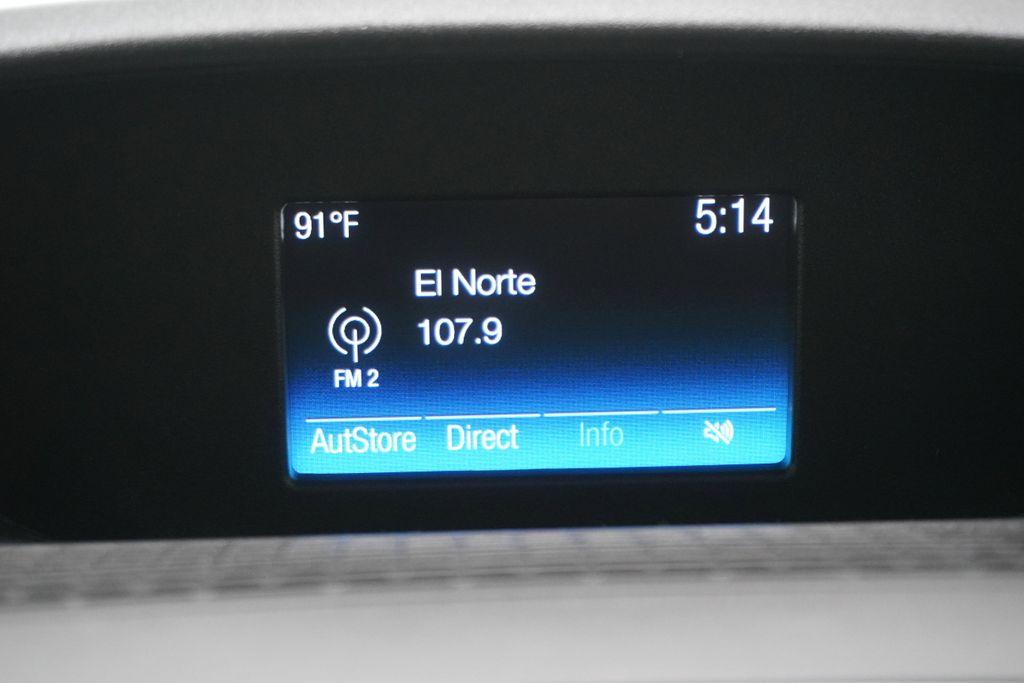 91°F 5:14
El Norte
107.9
FM 2
AutStore Direct Info